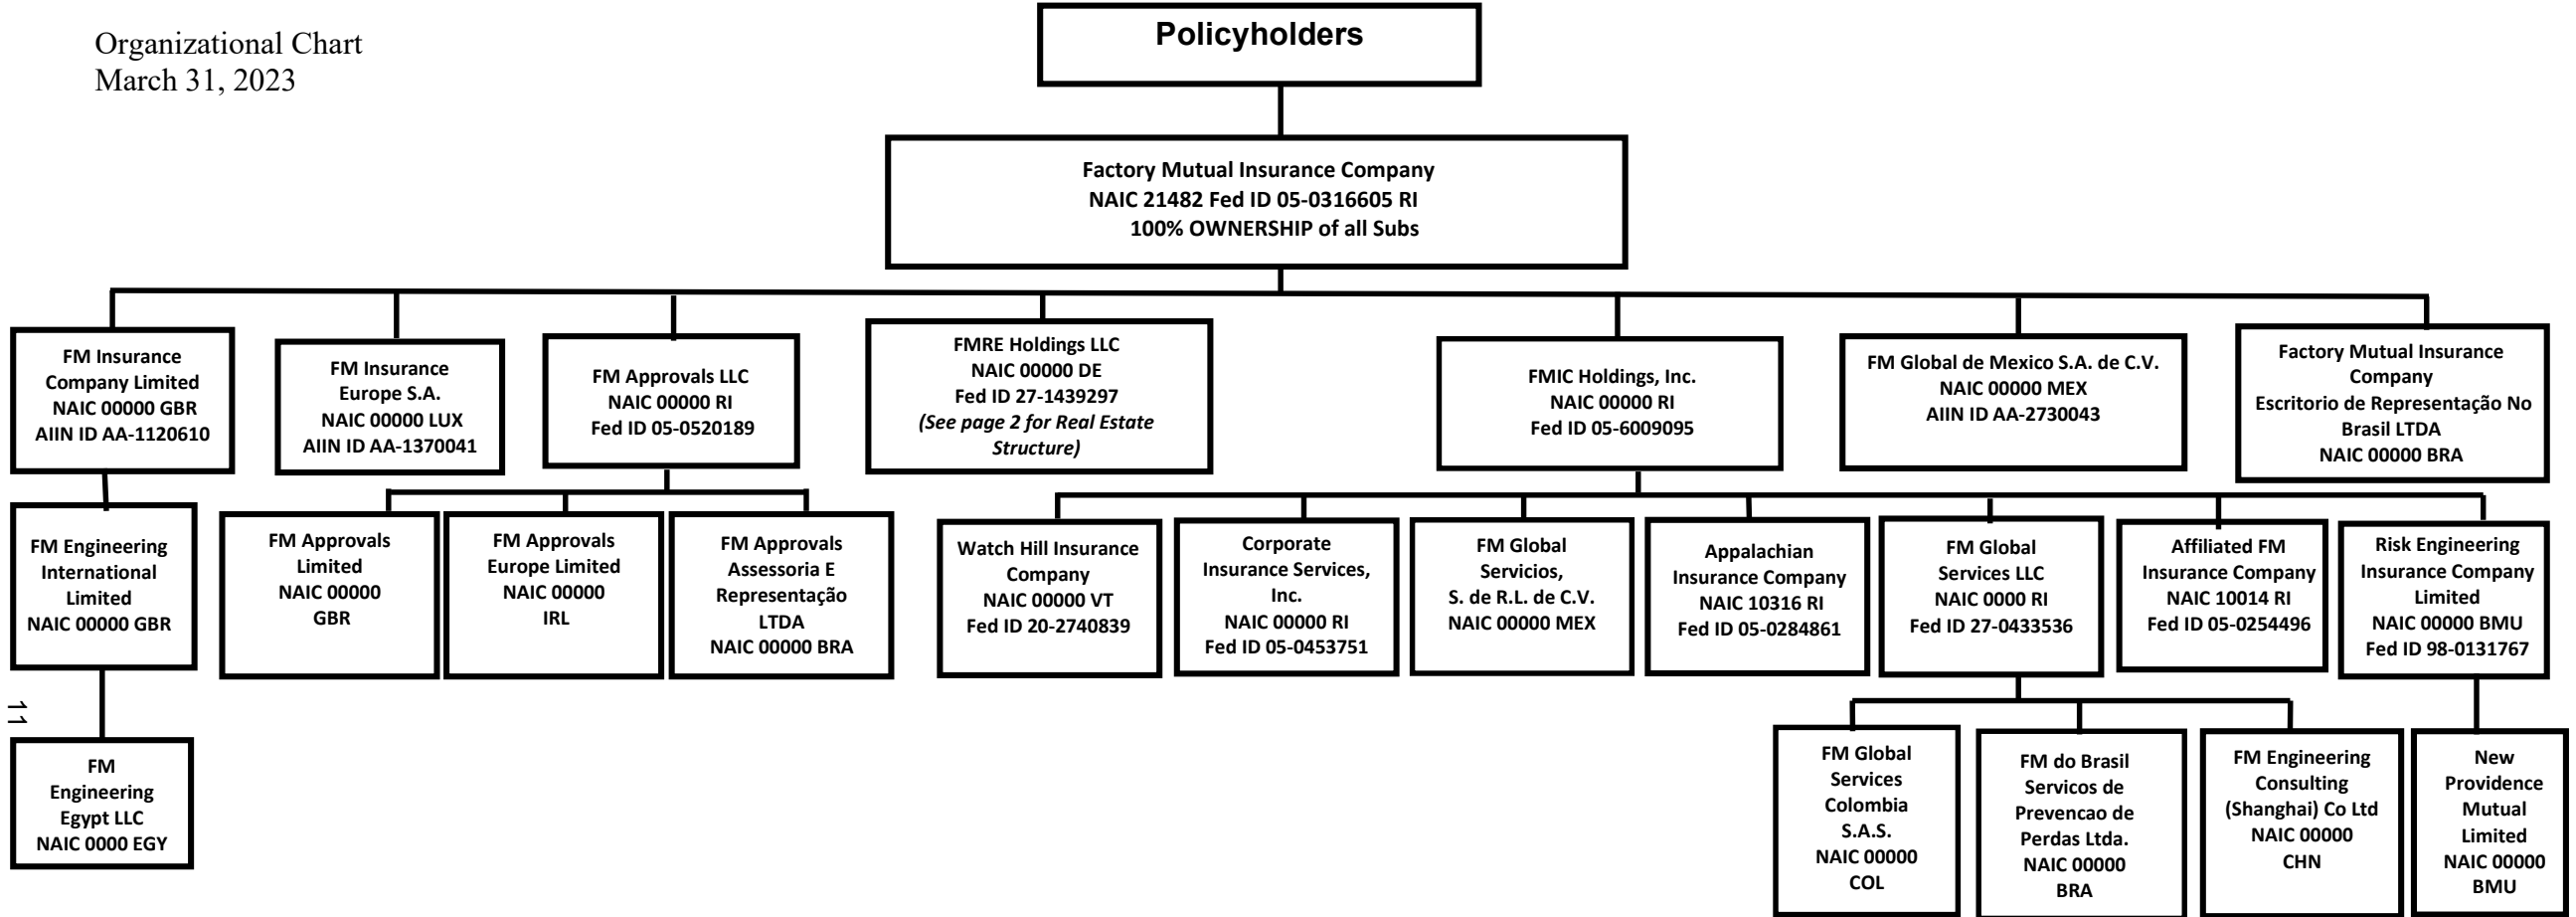 Organizational Chart
March 31, 2023
Policyholders
Factory Mutual Insurance Company
NAIC 21482 Fed ID 05-0316605 RI
100% OWNERSHIP of all Subs
FM Insurance
Company Limited
NAIC 00000 GBR
AIIN ID AA-1120610
FM Insurance
Europe S.A.
NAIC 00000 LUX
AIIN ID AA-1370041
FM Approvals LLC
NAIC 00000 RI
Fed ID 05-0520189
FMRE Holdings LLC
NAIC 00000 DE
Fed ID 27-1439297
(See page 2 for Real Estate
Structure)
FMIC Holdings, Inc.
NAIC 00000 RI
Fed ID 05-6009095
FM Global de Mexico S.A. de C.V.
NAIC 00000 MEX
AIIN ID AA-2730043
Factory Mutual Insurance
Company
Escritorio de Representação No
Brasil LTDA
NAIC 00000 BRA
FM Engineering
International
Limited
NAIC 00000 GBR
FM Approvals
Limited
NAIC 00000
GBR
FM Approvals
Europe Limited
NAIC 00000
IRL
FM Approvals
Assessoria E
Representação
LTDA
NAIC 00000 BRA
Watch Hill Insurance
Company
NAIC 00000 VT
Fed ID 20-2740839
Corporate
Insurance Services,
Inc.
NAIC 00000 RI
Fed ID 05-0453751
FM Global
Servicios,
S. de R.L. de C.V.
NAIC 00000 MEX
Appalachian
Insurance Company
NAIC 10316 RI
Fed ID 05-0284861
FM Global
Services LLC
NAIC 0000 RI
Fed ID 27-0433536
Affiliated FM
Insurance Company
NAIC 10014 RI
Fed ID 05-0254496
Risk Engineering
Insurance Company
Limited
NAIC 00000 BMU
Fed ID 98-0131767
11
FM
Engineering
Egypt LLC
NAIC 0000 EGY
FM Global
Services
Colombia
S.A.S.
NAIC 00000
COL
FM do Brasil
Servicos de
Prevencao de
Perdas Ltda.
NAIC 00000
BRA
FM Engineering
Consulting
(Shanghai) Co Ltd
NAIC 00000
CHN
New
Providence
Mutual
Limited
NAIC 00000
BMU